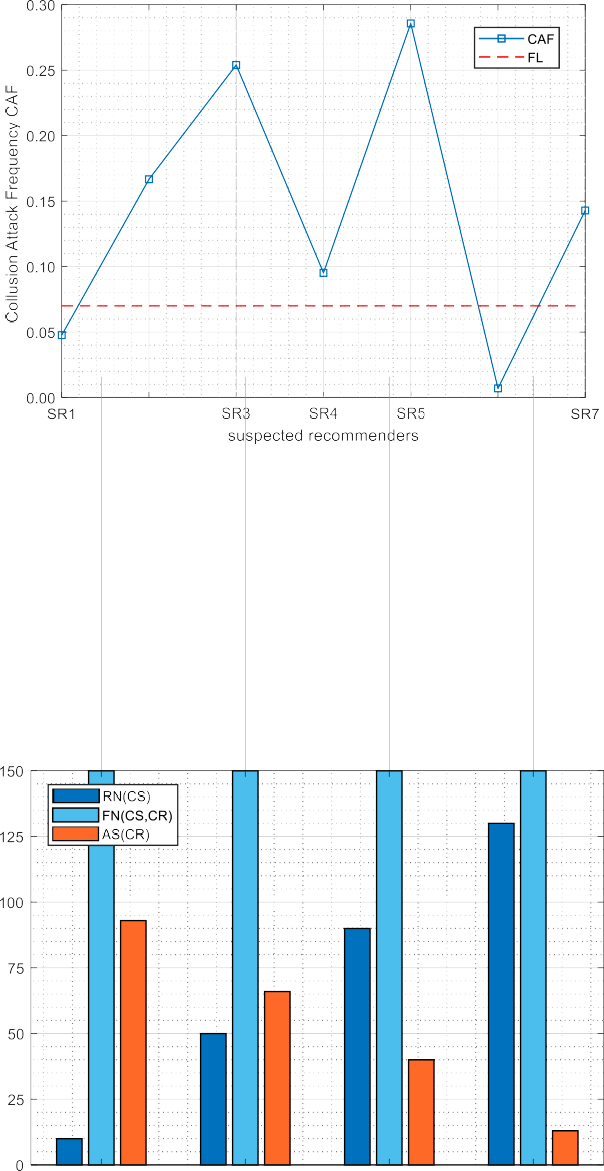 0.30
CAF
FL
0.25
0.20
0.15
0.10
0.05
0.00
Collusion Attack Frequency CAF
SR1 SR3 SR4 SR5 SR7
suspected recommenders
150
RN(CS)
FN(CS,CR)
AS(CR)
125
100
75
50
25
0